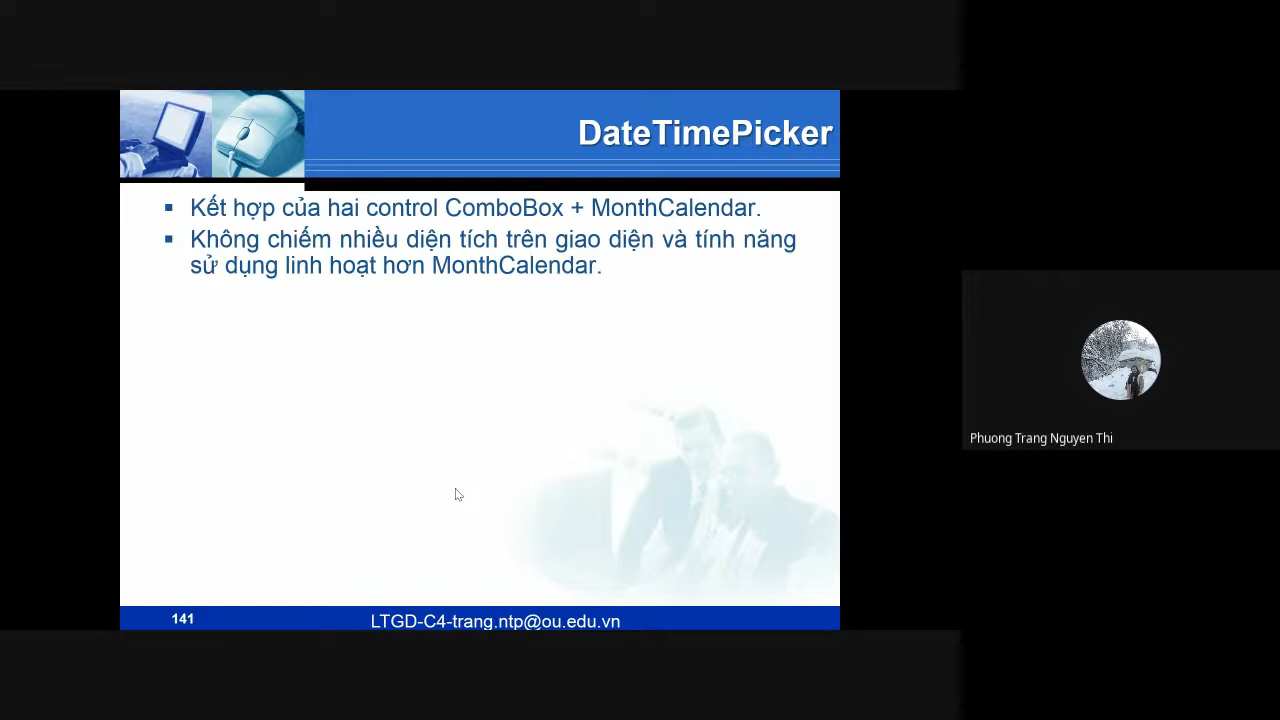 DateTimePicker
▪ Kết hợp của hai control ComboBox + MonthCalendar.
▪ Không chiếm nhiều diện tích trên giao diện và tính năng
sử dụng linh hoạt hơn MonthCalendar.
Phuong Trang Nguyen Thi
141
LTGD-C4-trang.ntp@ou.edu.vn